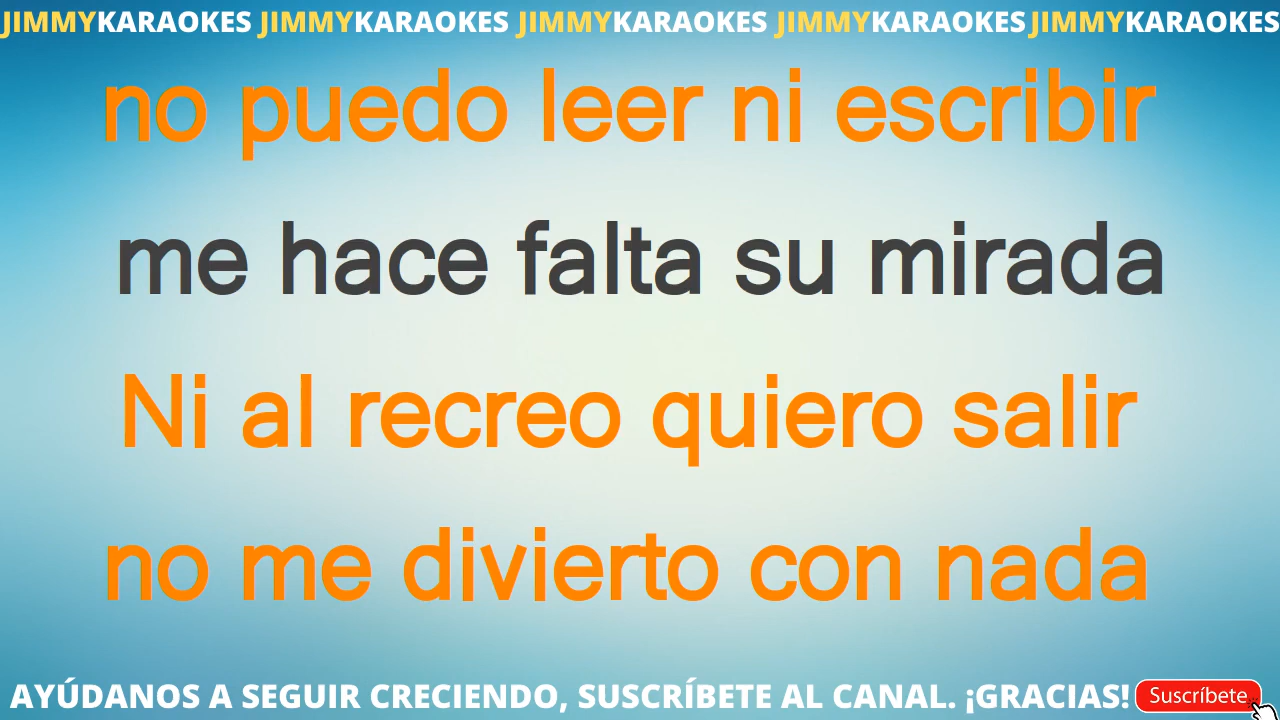 JIMMYKARAOKES JIMMYKARAOKES JIMMYKARAOKES JIMMYKARAOKES JIMMYKARAOKES
no puedo leer ni escribir
me hace falta su mirada
Ni al recreo quiero salir
no me divierto con nada
AYÚDANOS A SEGUIR CRECIENDO, SUSCRÍBETE AL CANAL. ¡GRACIAS! Suscríbete